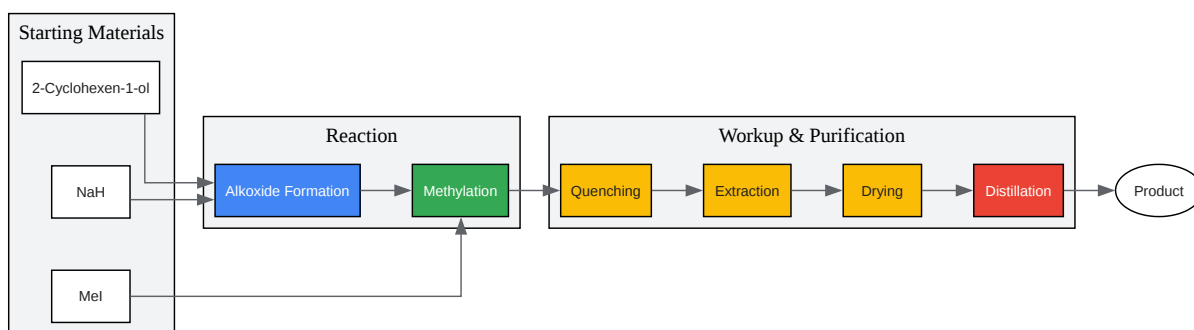 Starting Materials
2-Cyclohexen-1-ol
NaH
MeI
Reaction
Alkoxide Formation
Methylation
Workup & Purification
Quenching
Extraction
Drying
Distillation
Product